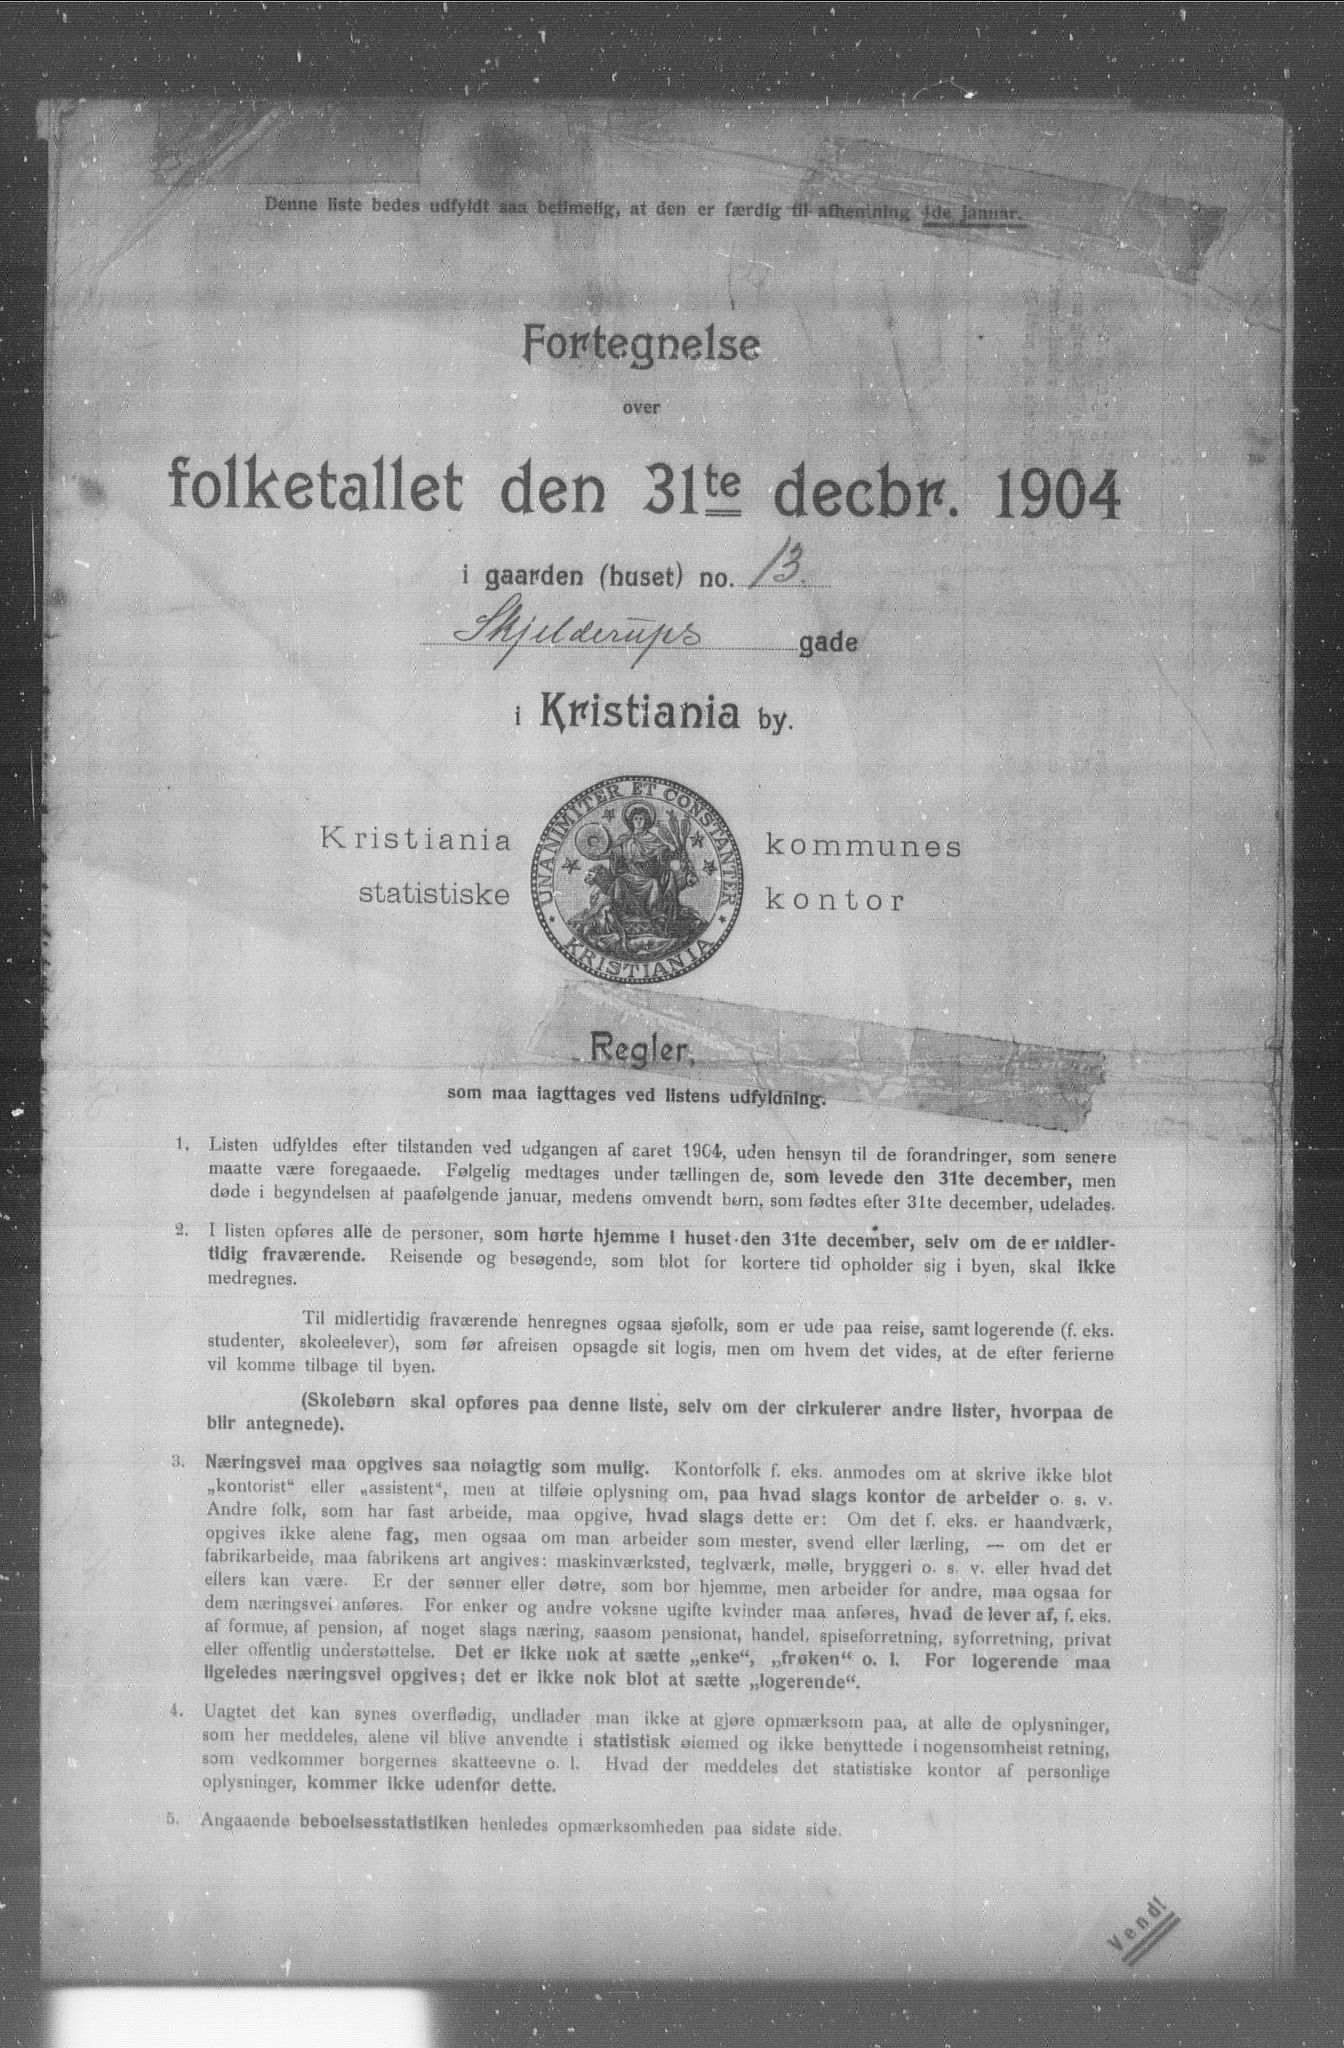 Denne liste bedes udfyldt saa betimelig, at den er færdig til afhentning 4de januar.
Fortegnelse
over
folketallet den 31te decbr. 1904
i gaarden (huset) no. 13.
Skjelderups gade
i Kristiania by.
Kristiania kommunes
statistiske kontor
UNANIMITER ET CONSTANTER
KRISTIANIA
Regler,
som maa iagttages ved listens udfyldning.
1. Listen udfyldes efter tilstanden ved udgangen af aaret 1904, uden hensyn til de forandringer, som senere
maatte være foregaaede. Følgelig medtages under tællingen de, som levede den 31te december, men
døde i begyndelsen af paafølgende januar, medens omvendt børn, som fødtes efter 31te december, udelades.
2. I listen opføres alle de personer, som hørte hjemme i huset den 31te december, selv om de er midler-
tidig fraværende. Reisende og besøgende, som blot for kortere tid opholder sig i byen, skal ikke
medregnes.
Til midlertidig fraværende henregnes ogsaa sjøfolk, som er ude paa reise, samt logerende (f. eks.
studenter, skoleelever), som før afreisen opsagde sit logis, men om hvem det vides, at de efter ferierne
vil komme tilbage til byen.
(Skolebørn skal opføres paa denne liste, selv om der cirkulerer andre lister, hvorpaa de
blir antegnede).
3. Næringsvei maa opgives saa nøiagtig som mulig. Kontorfolk f. eks. anmodes om at skrive ikke blot
„kontorist“ eller „assistent“, men at tilføie oplysning om, paa hvad slags kontor de arbeider o. s. v.
Andre folk, som har fast arbeide, maa opgive, hvad slags dette er: Om det f. eks. er haandværk,
opgives ikke alene fag, men ogsaa om man arbeider som mester, svend eller lærling, — om det er
fabrikarbeide, maa fabrikens art angives: maskinværksted, teglværk, mølle, bryggeri o. s. v. eller hvad det
ellers kan være. Er der sønner eller døtre, som bor hjemme, men arbeider for andre, maa ogsaa for
dem næringsvei anføres. For enker og andre voksne ugifte kvinder maa anføres, hvad de lever af, f. eks.
af formue, af pension, af noget slags næring, saasom pensionat, handel, spiseforretning, syforretning, privat
eller offentlig understøttelse. Det er ikke nok at sætte „enke“, „frøken“ o. l. For logerende maa
ligeledes næringsvei opgives; det er ikke nok blot at sætte „logerende“.
4. Uagtet det kan synes overflødig, undlader man ikke at gjøre opmærksom paa, at alle de oplysninger,
som her meddeles, alene vil blive anvendte i statistisk øiemed og ikke benyttede i nogensomheist retning,
som vedkommer borgernes skatteevne o. l. Hvad der meddeles det statistiske kontor af personlige
oplysninger, kommer ikke udenfor dette.
5. Angaaende beboelsesstatistiken henledes opmærksomheden paa sidste side.
Vend!